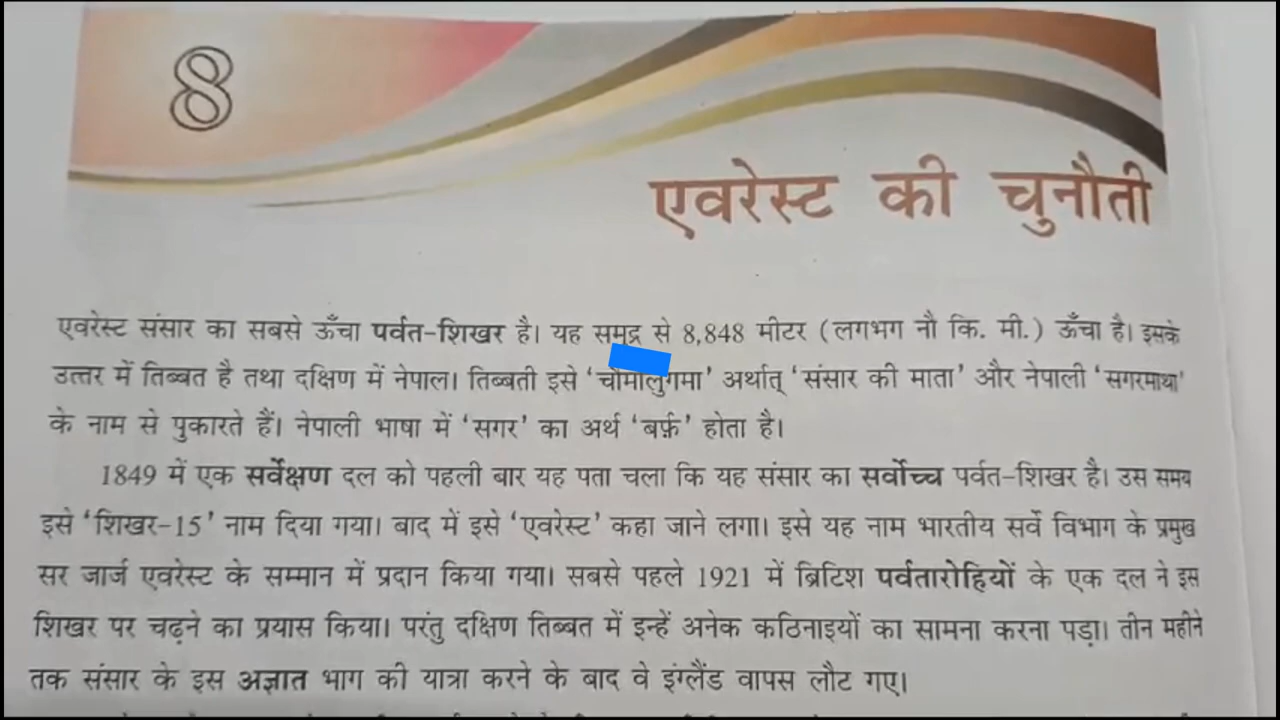 8
एवरेस्ट की चुनौती
एवरेस्ट संसार का सबसे ऊँचा पर्वत-शिखर है। यह समुद्र से 8,848 मीटर (लगभग नौ कि. मी.) ऊँचा है। इसके
उत्तर में तिब्बत है तथा दक्षिण में नेपाल। तिब्बती इसे ‘चोमोलुंगमा’ अर्थात् ‘संसार की माता’ और नेपाली ‘सगरमाथा’
के नाम से पुकारते हैं। नेपाली भाषा में ‘सगर’ का अर्थ ‘बर्फ़’ होता है।
1849 में एक सर्वेक्षण दल को पहली बार यह पता चला कि यह संसार का सर्वोच्च पर्वत-शिखर है। उस समय
इसे ‘शिखर-15’ नाम दिया गया। बाद में इसे ‘एवरेस्ट’ कहा जाने लगा। इसे यह नाम भारतीय सर्वे विभाग के प्रमुख
सर जार्ज एवरेस्ट के सम्मान में प्रदान किया गया। सबसे पहले 1921 में ब्रिटिश पर्वतारोहियों के एक दल ने इस
शिखर पर चढ़ने का प्रयास किया। परंतु दक्षिण तिब्बत में इन्हें अनेक कठिनाइयों का सामना करना पड़ा। तीन महीने
तक संसार के इस अज्ञात भाग की यात्रा करने के बाद वे इंग्लैंड वापस लौट गए।